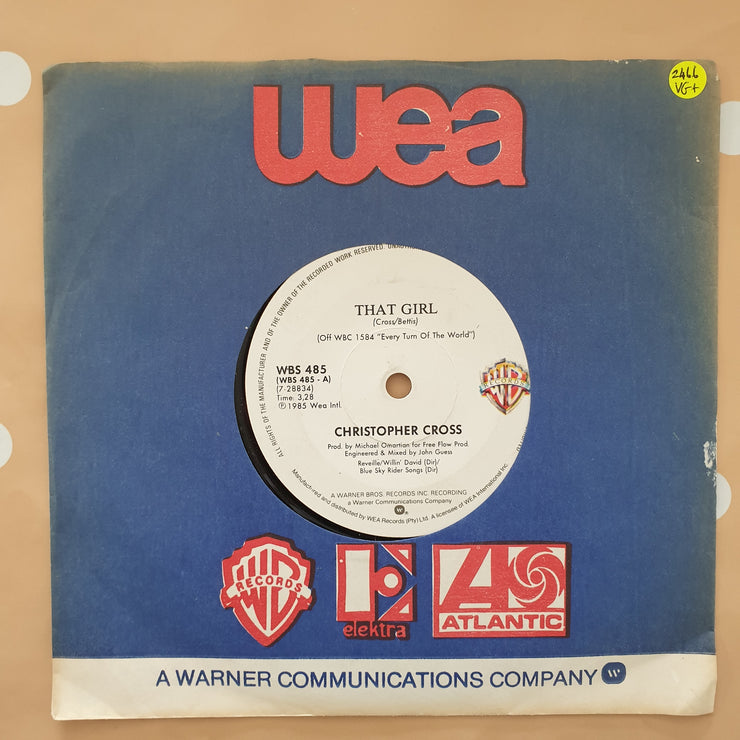 wea
2466
VG+
ALL RIGHTS OF THE MANUFACTURER AND OF THE OWNER OF THE RECORDED WORK RESERVED.
THAT GIRL
(Cross/Bettis)
(Off WBC 1584 "Every Turn Of The World")
WBS 485
(WBS 485 - A)
(7-28834)
Time: 3,28
℗1985 Wea Intl.
WB
RECORDS
CHRISTOPHER CROSS
Prod. by Michael Omartian for Free Flow Prod.
Engineered & Mixed by John Guess
Reveille/Willin' David (Dir)/
Blue Sky Rider Songs (Dir)
A WARNER BROS. RECORDS INC. RECORDING
a Warner Communications Company
®
Manufactured and distributed by WEA Records (Pty) Ltd. A licensee of WEA International Inc
WB
RECORDS
elektra
ATLANTIC
A WARNER COMMUNICATIONS COMPANY